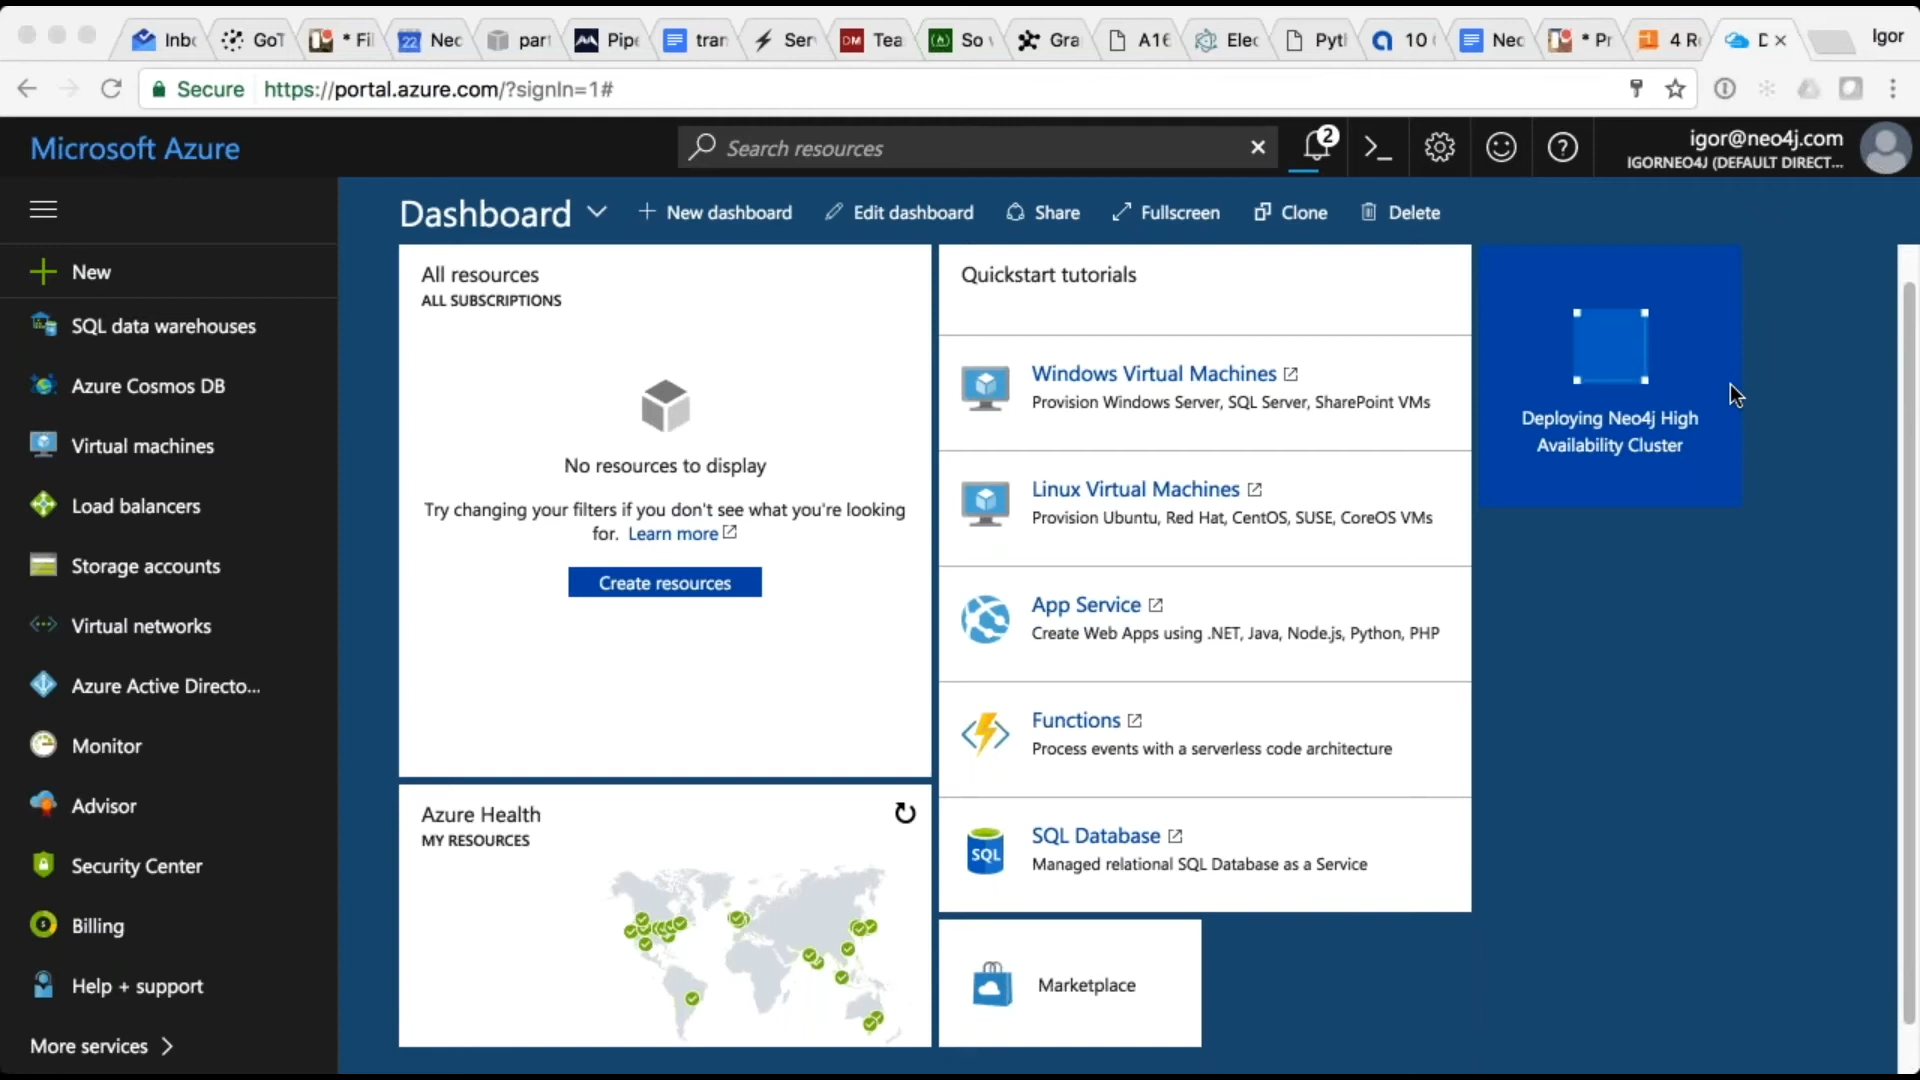 Inbo
GoT
* Fil
22
Nec
part
Pipe
tran
Ser
DM
Tea
So
Gra
A16
Elec
Pyt
10
Nec
* Pr
4 R
D
Igor
Secure
https://portal.azure.com/?signIn=1#
Microsoft Azure
Search resources
2
igor@neo4j.com
IGORNEO4J (DEFAULT DIRECT...
Dashboard
New dashboard
Edit dashboard
Share
Fullscreen
Clone
Delete
New
SQL data warehouses
Azure Cosmos DB
Virtual machines
Load balancers
Storage accounts
Virtual networks
Azure Active Directo...
Monitor
Advisor
Security Center
Billing
Help + support
More services
All resources
ALL SUBSCRIPTIONS
No resources to display
Try changing your filters if you don't see what you're looking
for. Learn more
Create resources
Azure Health
MY RESOURCES
Quickstart tutorials
Windows Virtual Machines
Provision Windows Server, SQL Server, SharePoint VMs
Linux Virtual Machines
Provision Ubuntu, Red Hat, CentOS, SUSE, CoreOS VMs
App Service
Create Web Apps using .NET, Java, Node.js, Python, PHP
Functions
Process events with a serverless code architecture
SQL
SQL Database
Managed relational SQL Database as a Service
Marketplace
Deploying Neo4j High
Availability Cluster